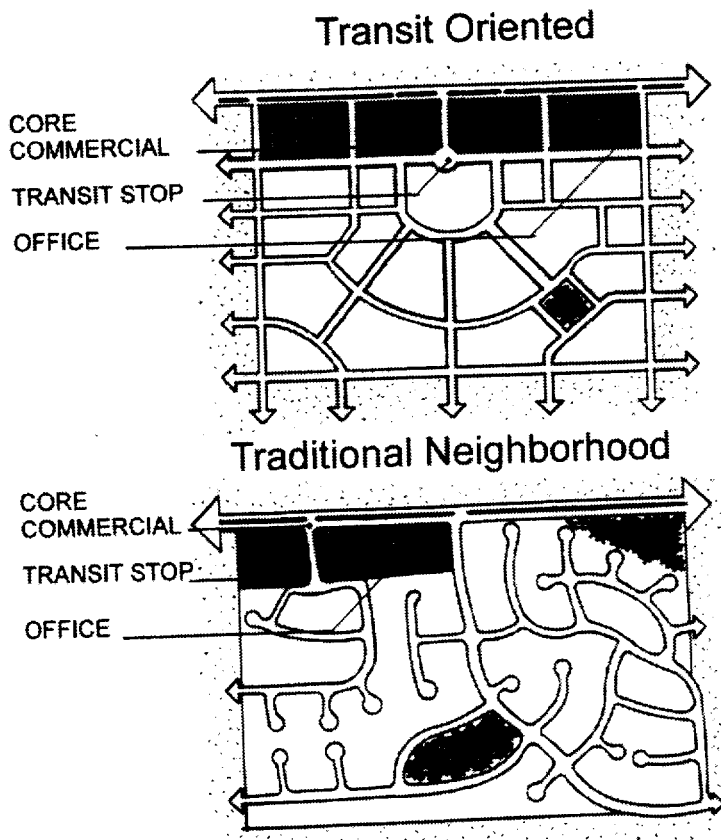 Transit Oriented
CORE
COMMERCIAL
TRANSIT STOP
OFFICE
Traditional Neighborhood
CORE
COMMERCIAL
TRANSIT STOP
OFFICE